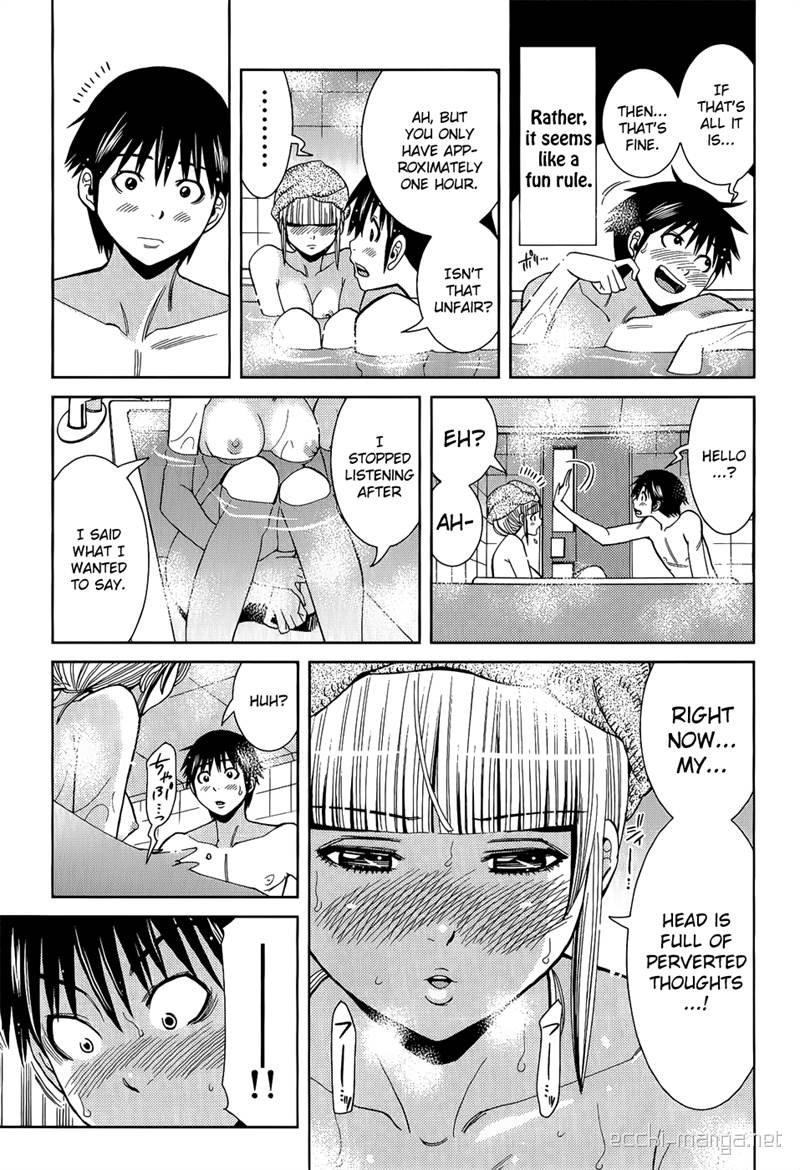 IF
THAT'S
ALL IT
IS...
THEN...
THAT'S
FINE.
Rather,
it seems
like a
fun rule.
AH, BUT
YOU ONLY
HAVE APP-
ROXIMATELY
ONE HOUR.
ISN'T
THAT
UNFAIR?
HELLO
...?
EH?
AH-
I
STOPPED
LISTENING
AFTER
I SAID
WHAT I
WANTED
TO SAY.
RIGHT
NOW...
MY...
HEAD IS
FULL OF
PERVERTED
THOUGHTS
...!
HUH?
!!
ecchi-manga.net